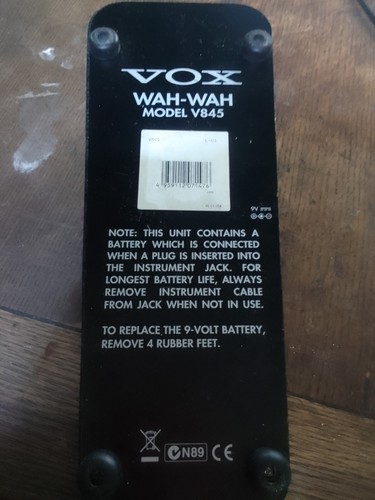 VOX
WAH-WAH
MODEL V845
9V
NOTE: THIS UNIT CONTAINS A
BATTERY WHICH IS CONNECTED
WHEN A PLUG IS INSERTED INTO
THE INSTRUMENT JACK. FOR
LONGEST BATTERY LIFE, ALWAYS
REMOVE INSTRUMENT CABLE
FROM JACK WHEN NOT IN USE.
TO REPLACE THE 9-VOLT BATTERY,
REMOVE 4 RUBBER FEET.
N89 CE